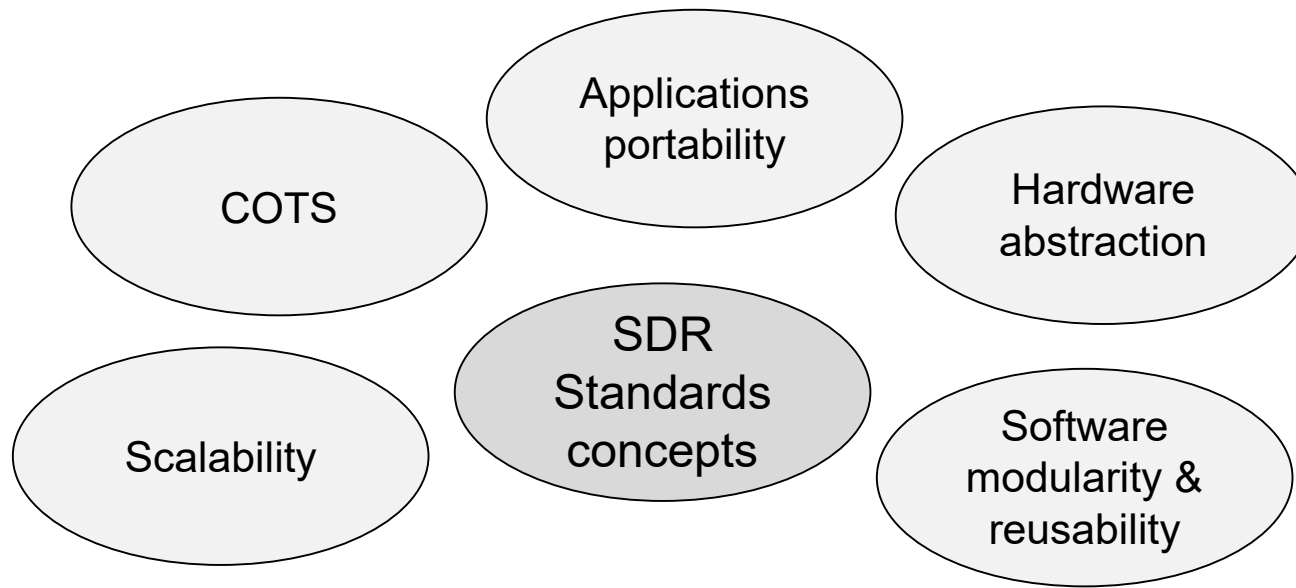 Applications
portability
COTS
Hardware
abstraction
SDR
Standards
concepts
Scalability
Software
modularity &
reusability